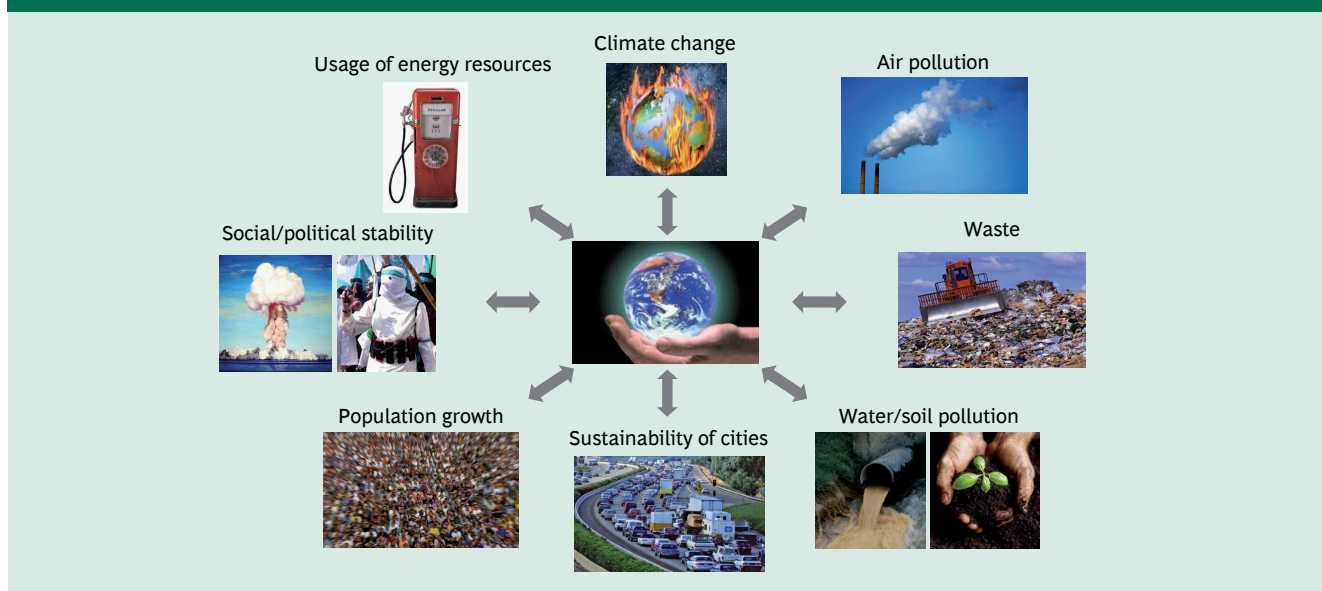 Climate change
Usage of energy resources
Air pollution
Social/political stability
Waste
Population growth
Sustainability of cities
Water/soil pollution